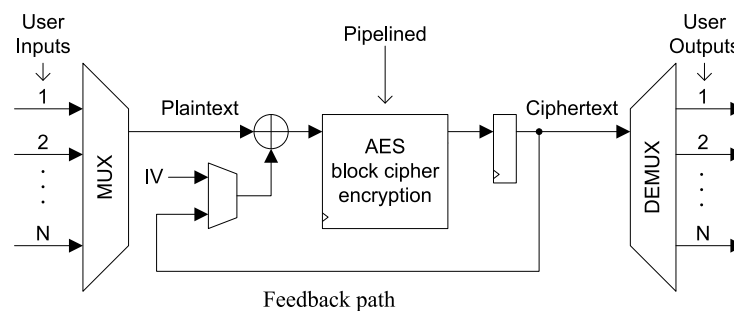 User
Inputs
Pipelined
User
Outputs
1
Plaintext
Ciphertext
1
2
MUX
AES
block cipher
encryption
DEMUX
2
IV
N
N
Feedback path